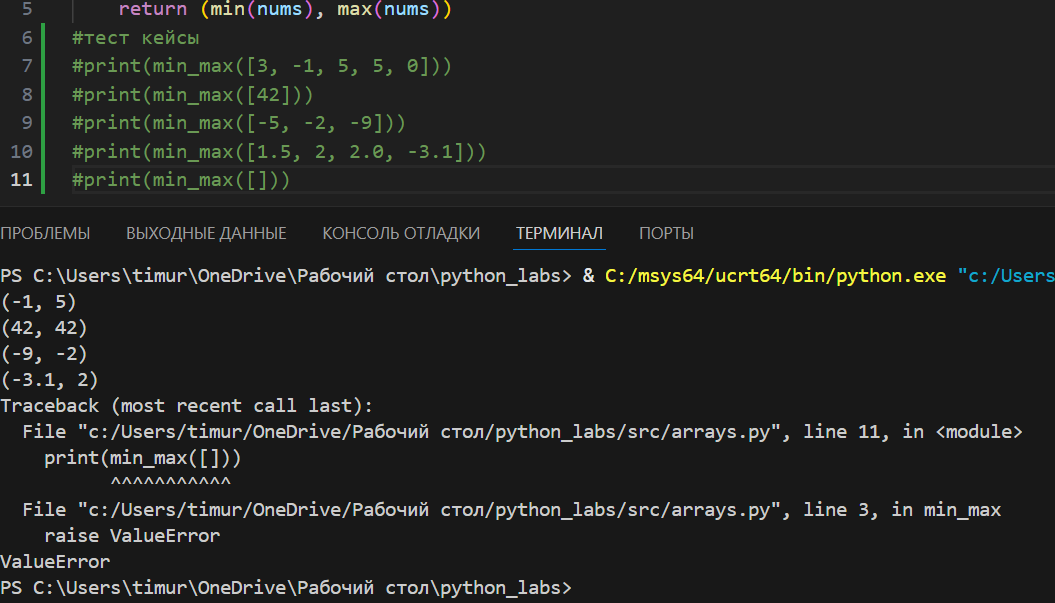 5 return (min(nums), max(nums))
6 #тест кейсы
7 #print(min_max([3, -1, 5, 5, 0]))
8 #print(min_max([42]))
9 #print(min_max([-5, -2, -9]))
10 #print(min_max([1.5, 2, 2.0, -3.1]))
11 #print(min_max([]))
ПРОБЛЕМЫ ВЫХОДНЫЕ ДАННЫЕ КОНСОЛЬ ОТЛАДКИ ТЕРМИНАЛ ПОРТЫ
PS C:\Users\timur\OneDrive\Рабочий стол\python_labs> & C:/msys64/ucrt64/bin/python.exe "c:/Users
(-1, 5)
(42, 42)
(-9, -2)
(-3.1, 2)
Traceback (most recent call last):
  File "c:/Users/timur/OneDrive/Рабочий стол/python_labs/src/arrays.py", line 11, in <module>
    print(min_max([]))
          ^^^^^^^^^^^
  File "c:/Users/timur/OneDrive/Рабочий стол/python_labs/src/arrays.py", line 3, in min_max
    raise ValueError
ValueError
PS C:\Users\timur\OneDrive\Рабочий стол\python_labs>